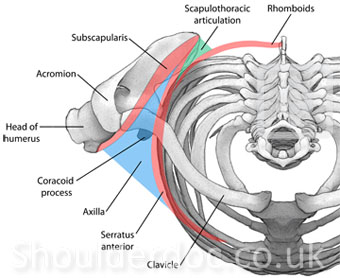 Scapulothoracic
articulation
Rhomboids
Subscapularis
Acromion
Head of
humerus
Coracoid
process
Axilla
Serratus
anterior
Clavicle
Shoulderdoc.co.uk